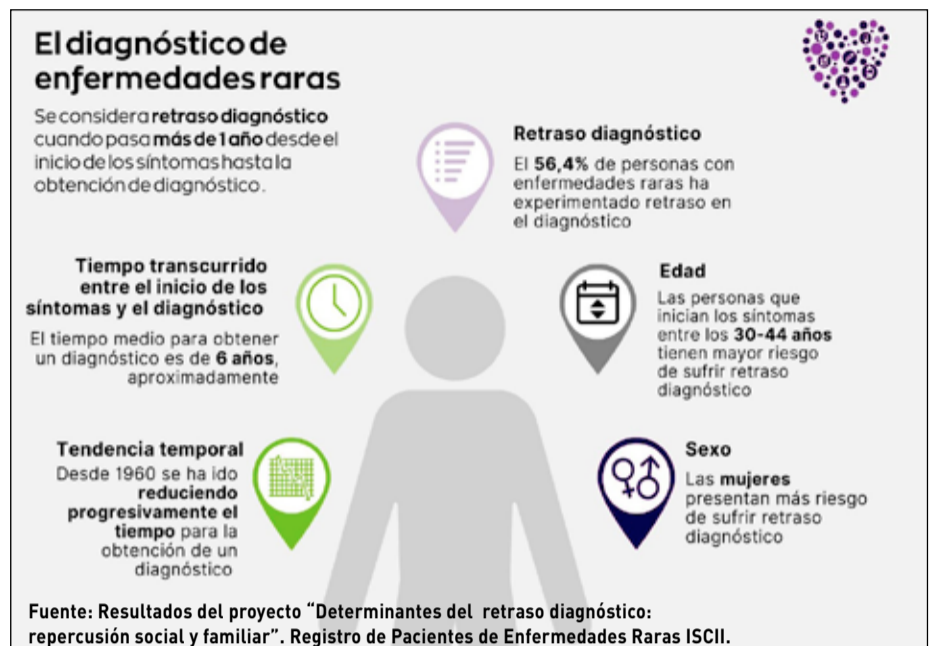 El diagnóstico de
enfermedades raras
Se considera retraso diagnóstico
cuando pasa más de 1 año desde el
inicio de los síntomas hasta la
obtención de diagnóstico.
Retraso diagnóstico
El 56,4% de personas con
enfermedades raras ha
experimentado retraso en
el diagnóstico
Tiempo transcurrido
entre el inicio de los
síntomas y el diagnóstico
El tiempo medio para obtener
un diagnóstico es de 6 años,
aproximadamente
Edad
Las personas que
inician los síntomas
entre los 30-44 años
tienen mayor riesgo
de sufrir retraso
diagnóstico
Tendencia temporal
Desde 1960 se ha ido
reduciendo
progresivamente el
tiempo para la
obtención de un
diagnóstico
Sexo
Las mujeres
presentan más riesgo
de sufrir retraso
diagnóstico
Fuente: Resultados del proyecto “Determinantes del retraso diagnóstico:
repercusión social y familiar”. Registro de Pacientes de Enfermedades Raras ISCII.